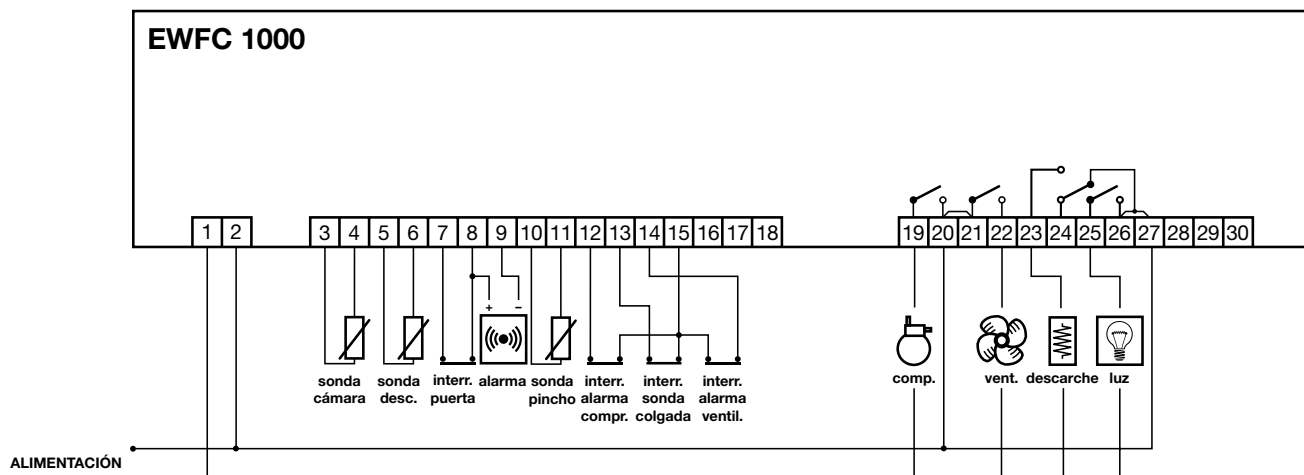 EWFC 1000
1 2 3 4 5 6 7 8 9 10 11 12 13 14 15 16 17 18 19 20 21 22 23 24 25 26 27 28 29 30
+ −
sonda cámara
sonda desc.
interr. puerta
alarma
sonda pincho
interr. alarma compr.
interr. sonda colgada
interr. alarma ventil.
comp.
vent.
descarche
luz
ALIMENTACIÓN